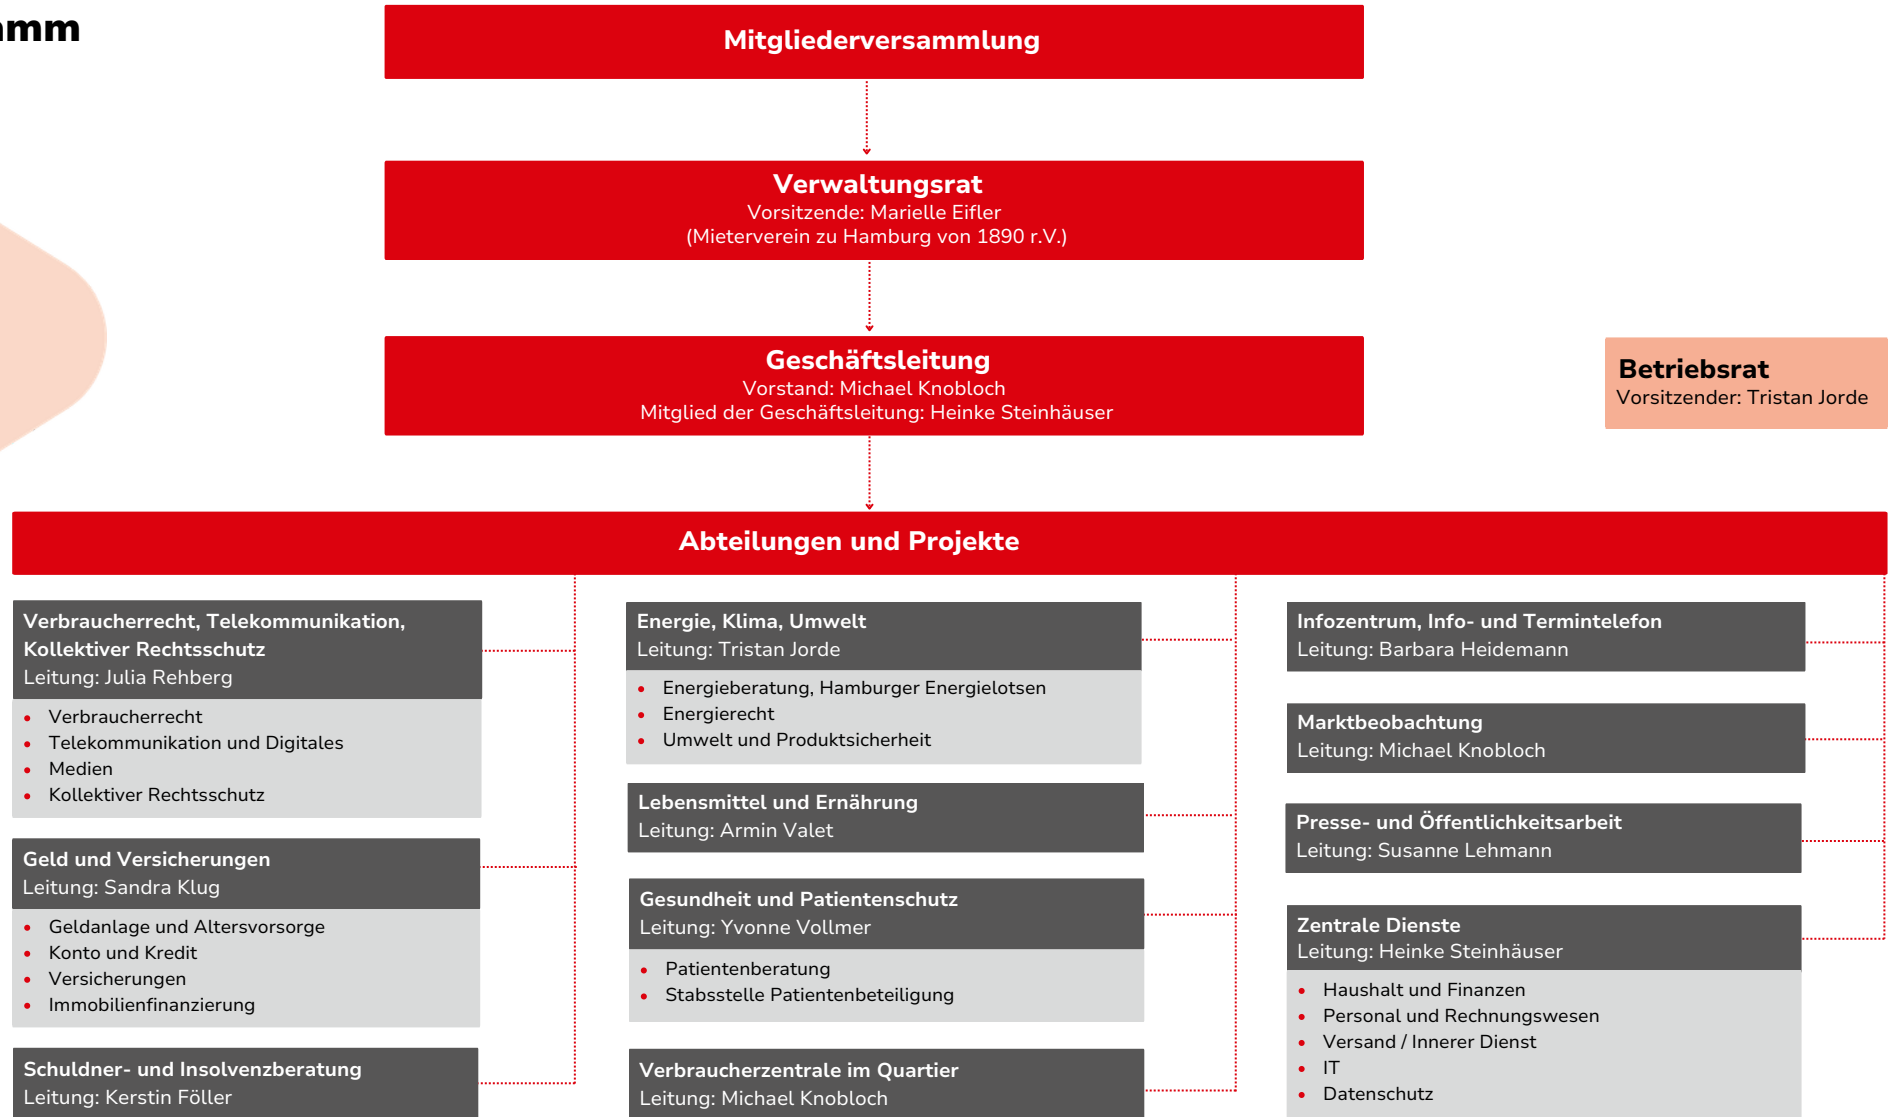 amm
Mitgliederversammlung
Verwaltungsrat
Vorsitzende: Marielle Eifler
(Mieterverein zu Hamburg von 1890 r.V.)
Geschäftsleitung
Vorstand: Michael Knobloch
Mitglied der Geschäftsleitung: Heinke Steinhäuser
Betriebsrat
Vorsitzender: Tristan Jorde
Abteilungen und Projekte
Verbraucherrecht, Telekommunikation,
Kollektiver Rechtsschutz
Leitung: Julia Rehberg
• Verbraucherrecht
• Telekommunikation und Digitales
• Medien
• Kollektiver Rechtsschutz
Geld und Versicherungen
Leitung: Sandra Klug
• Geldanlage und Altersvorsorge
• Konto und Kredit
• Versicherungen
• Immobilienfinanzierung
Schuldner- und Insolvenzberatung
Leitung: Kerstin Föller
Energie, Klima, Umwelt
Leitung: Tristan Jorde
• Energieberatung, Hamburger Energielotsen
• Energierecht
• Umwelt und Produktsicherheit
Lebensmittel und Ernährung
Leitung: Armin Valet
Gesundheit und Patientenschutz
Leitung: Yvonne Vollmer
• Patientenberatung
• Stabsstelle Patientenbeteiligung
Verbraucherzentrale im Quartier
Leitung: Michael Knobloch
Infozentrum, Info- und Termintelefon
Leitung: Barbara Heidemann
Marktbeobachtung
Leitung: Michael Knobloch
Presse- und Öffentlichkeitsarbeit
Leitung: Susanne Lehmann
Zentrale Dienste
Leitung: Heinke Steinhäuser
• Haushalt und Finanzen
• Personal und Rechnungswesen
• Versand / Innerer Dienst
• IT
• Datenschutz